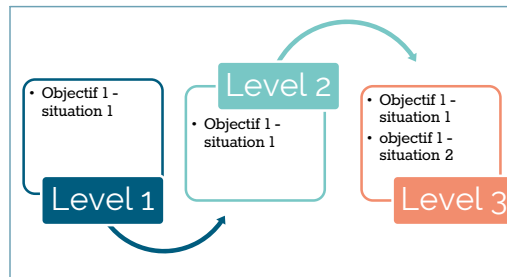 • Objectif 1 -
situation 1
Level 1
Level 2
• Objectif 1 -
situation 1
• Objectif 1 -
situation 1
• objectif 1 -
situation 2
Level 3